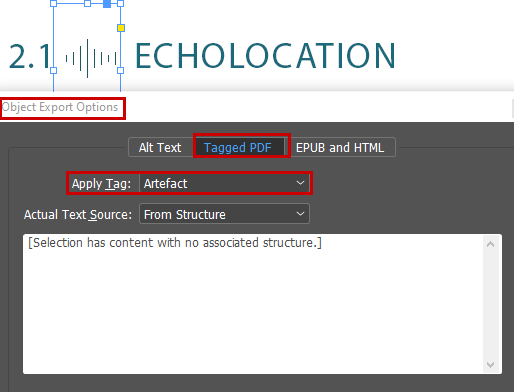 2.1 ECHOLOCATION
Object Export Options
Alt Text Tagged PDF EPUB and HTML
Apply Tag: Artefact
Actual Text Source: From Structure
[Selection has content with no associated structure.]